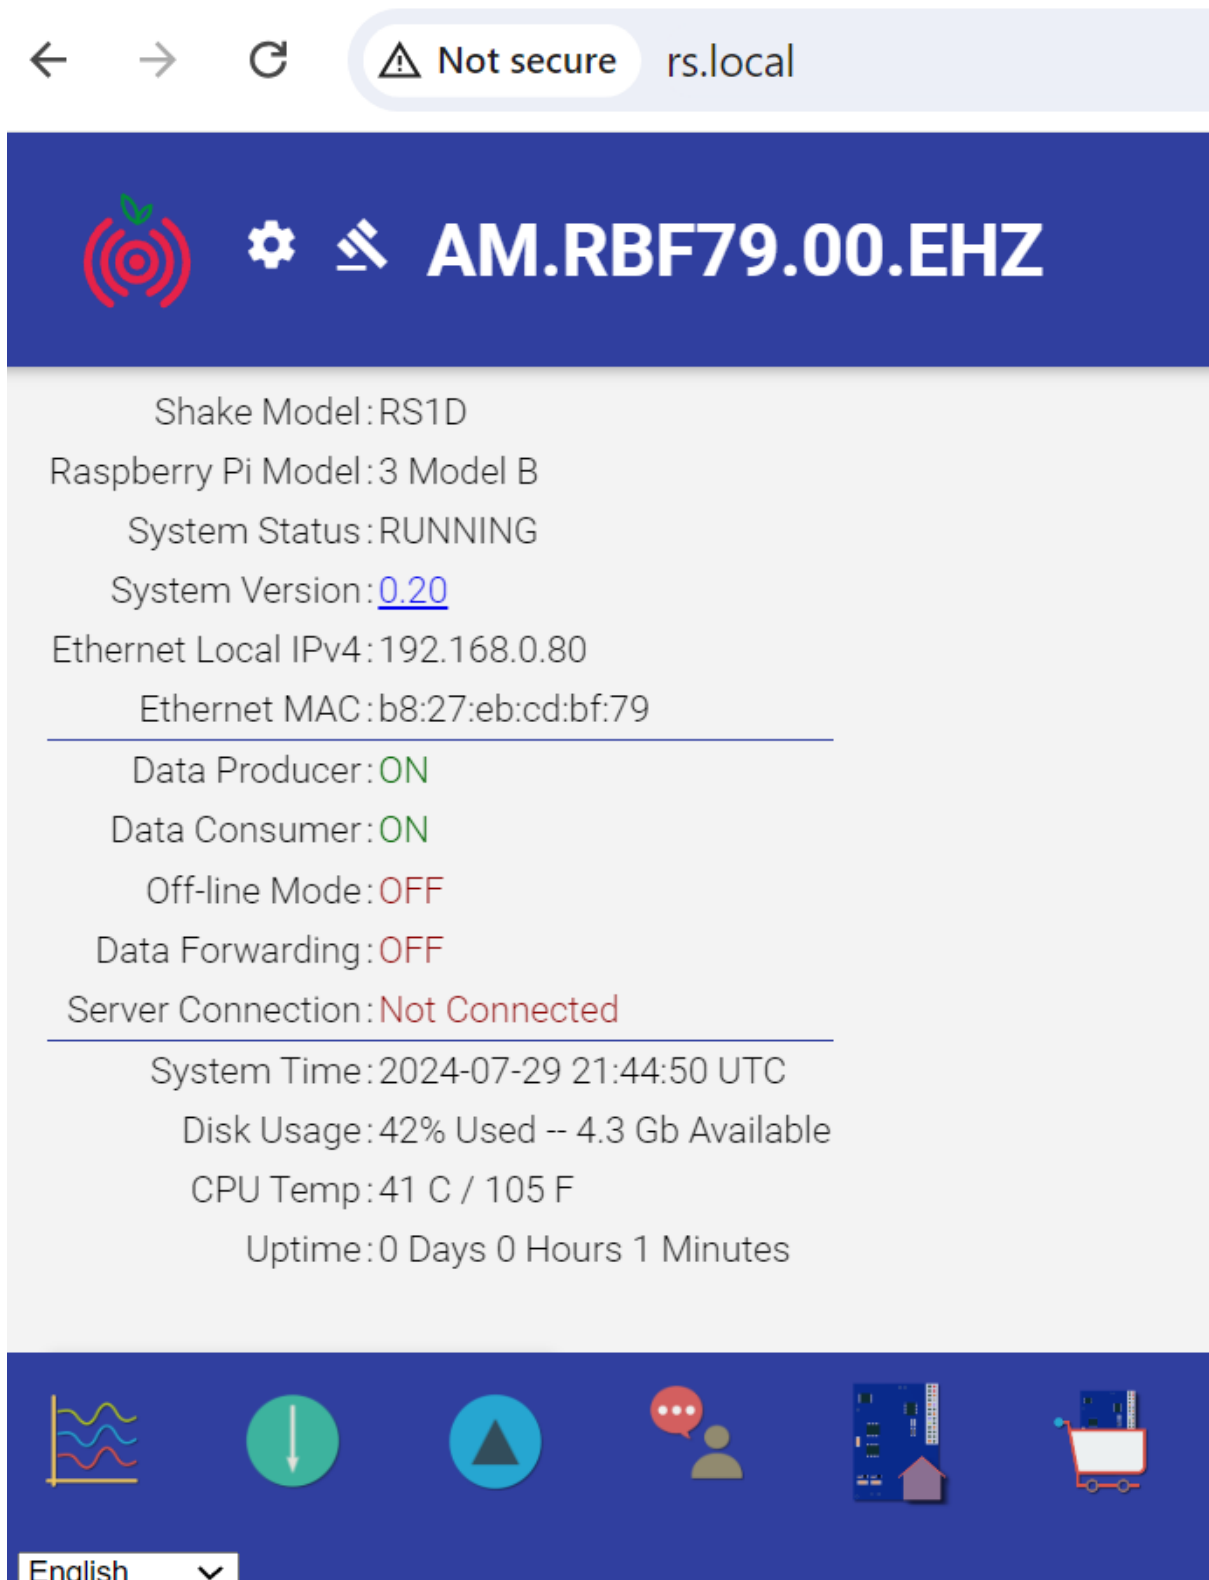 Not secure rs.local
AM.RBF79.00.EHZ
Shake Model: RS1D
Raspberry Pi Model: 3 Model B
System Status: RUNNING
System Version: 0.20
Ethernet Local IPv4: 192.168.0.80
Ethernet MAC: b8:27:eb:cd:bf:79
Data Producer: ON
Data Consumer: ON
Off-line Mode: OFF
Data Forwarding: OFF
Server Connection: Not Connected
System Time: 2024-07-29 21:44:50 UTC
Disk Usage: 42% Used -- 4.3 Gb Available
CPU Temp: 41 C / 105 F
Uptime: 0 Days 0 Hours 1 Minutes
English